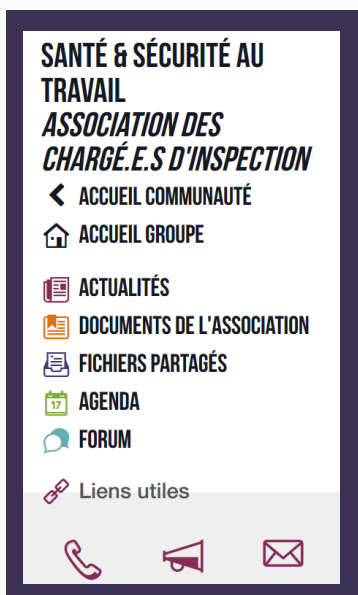 SANTÉ & SÉCURITÉ AU
TRAVAIL
ASSOCIATION DES
CHARGÉ.E.S D'INSPECTION
ACCUEIL COMMUNAUTÉ
ACCUEIL GROUPE
ACTUALITÉS
DOCUMENTS DE L'ASSOCIATION
FICHIERS PARTAGÉS
17 AGENDA
FORUM
Liens utiles